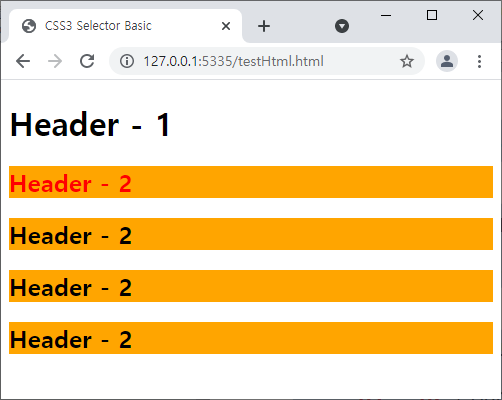 CSS3 Selector Basic
127.0.0.1:5335/testHtml.html
Header - 1
Header - 2
Header - 2
Header - 2
Header - 2